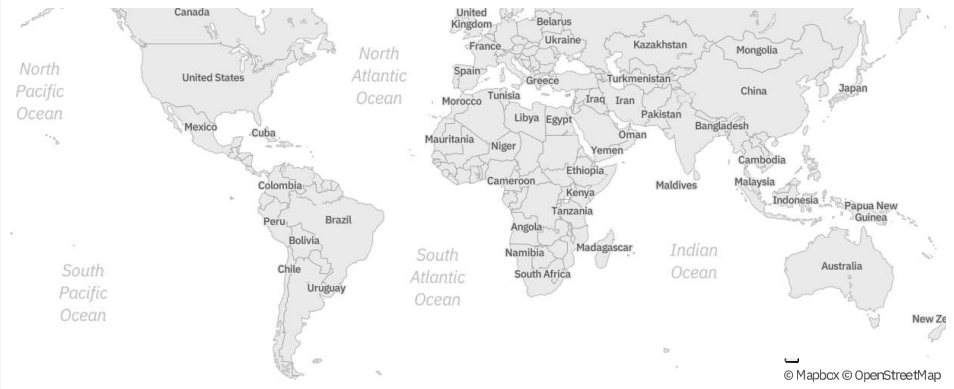 Canada
United
Kingdom
Belarus
Ukraine
France
Kazakhstan
Mongolia
North
Pacific
Ocean
North
Atlantic
Ocean
United States
Spain
Greece
Turkmenistan
China
Japan
Morocco
Tunisia
Iraq
Iran
Pakistan
Mexico
Cuba
Libya
Egypt
Bangladesh
Oman
Mauritania
Niger
Yemen
Cambodia
Ethiopia
Colombia
Cameroon
Kenya
Maldives
Malaysia
Indonesia
Papua New
Guinea
Peru
Brazil
Tanzania
Angola
Bolivia
Namibia
Madagascar
South
Atlantic
Ocean
Indian
Ocean
South
Pacific
Ocean
Chile
South Africa
Australia
Uruguay
New Ze
© Mapbox © OpenStreetMap